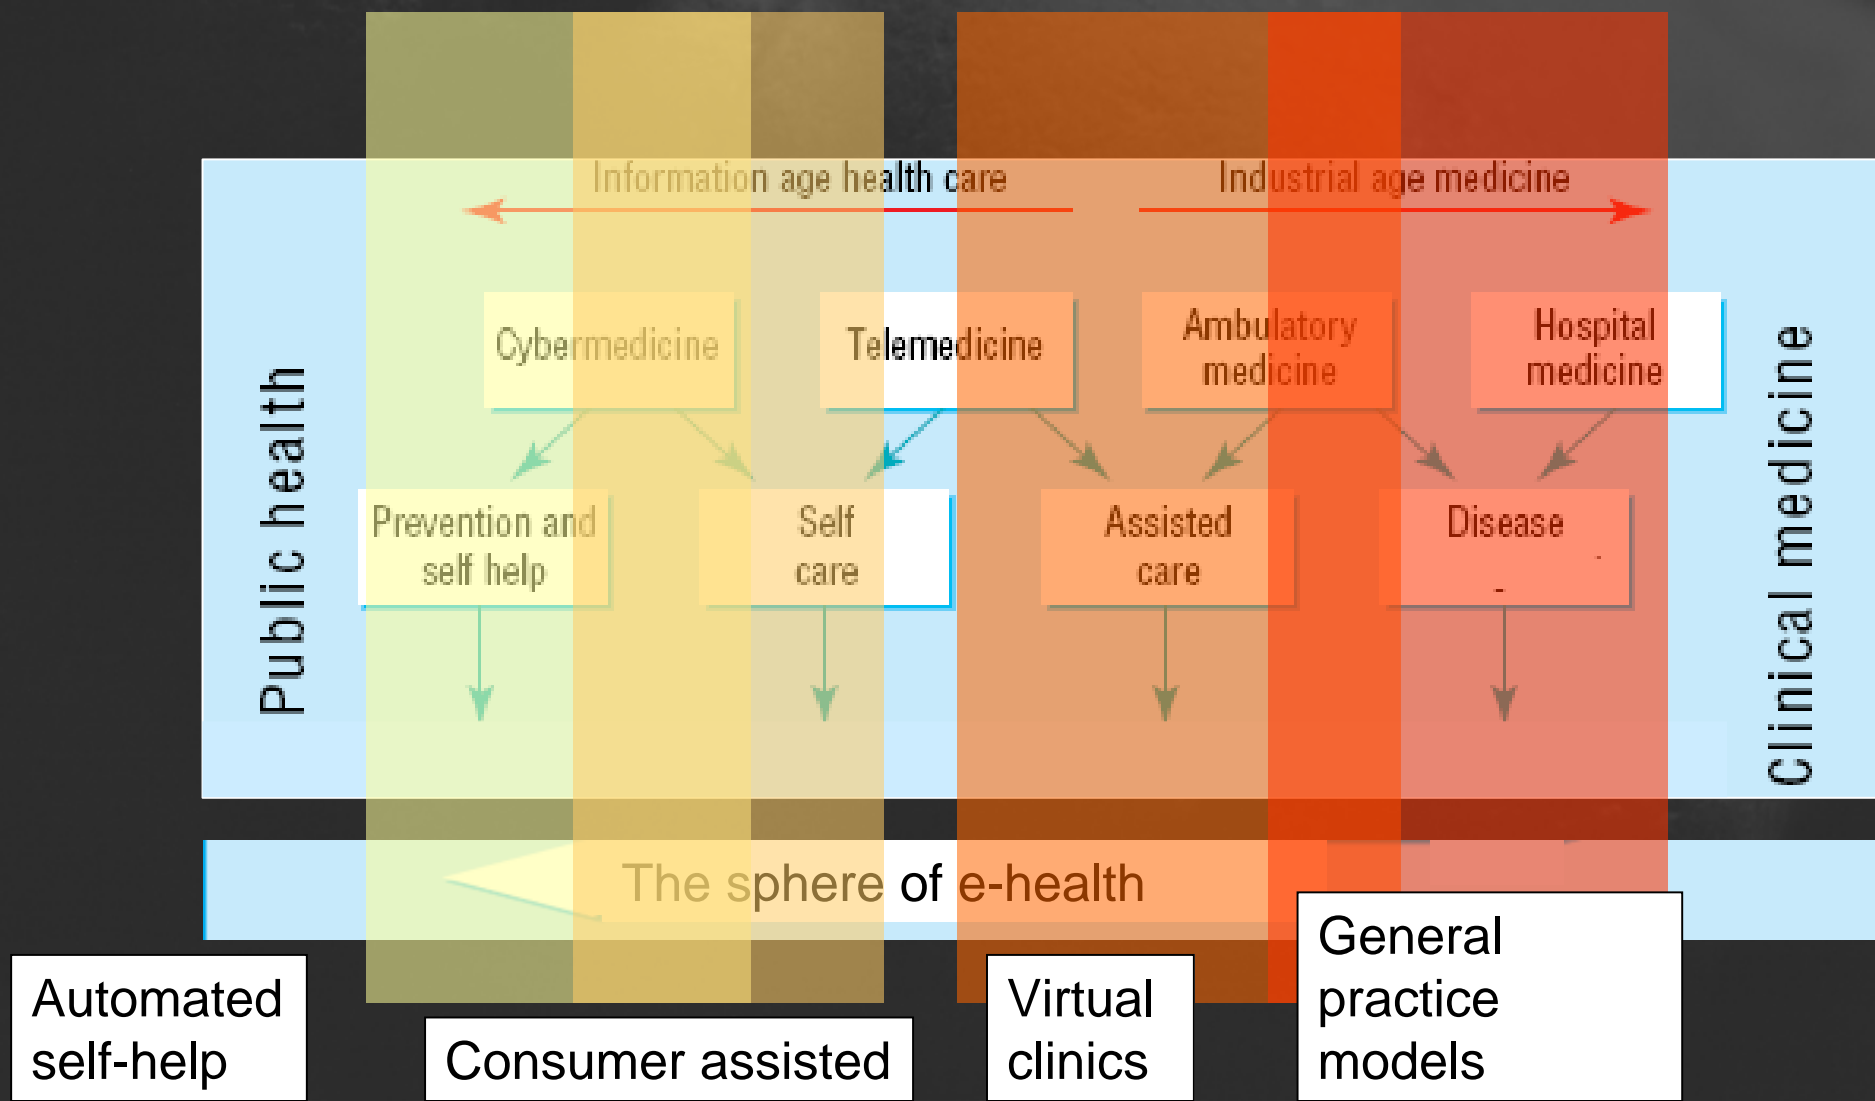 Information age health care
Industrial age medicine
Cybermedicine
Telemedicine
Ambulatory
medicine
Hospital
medicine
Public health
Clinical medicine
Prevention and
self help
Self
care
Assisted
care
Disease
The sphere of e-health
Automated
self-help
Consumer assisted
Virtual
clinics
General
practice
models